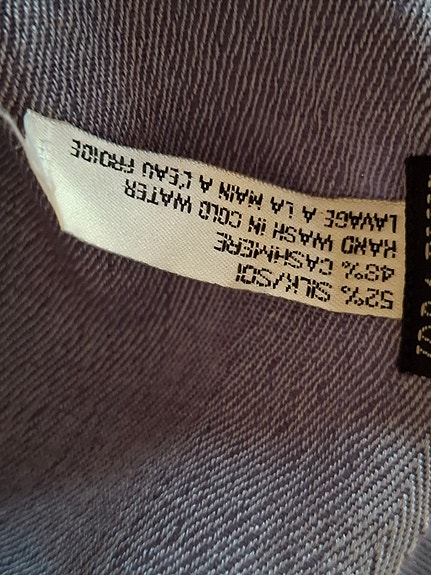 52% SILK/SOI
48% CASHMERE
HAND WASH IN COLD WATER
LAVAGE A LA MAIN A L'EAU FROIDE